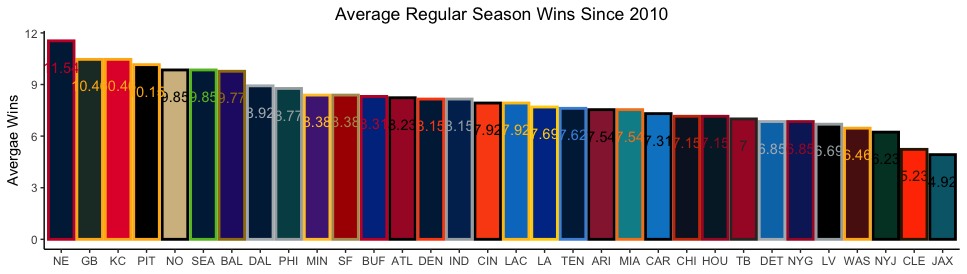 Average Regular Season Wins Since 2010
Avergae Wins
12
9
6
3
0
11.54 10.46 10.46 10.15 9.85 9.85 9.77 8.92 8.77 8.38 8.38 8.31 8.23 8.15 8.15 7.92 7.92 7.69 7.62 7.54 7.54 7.31 7.15 7.15 7 6.85 6.85 6.69 6.46 6.23 5.23 4.92
NE GB KC PIT NO SEA BAL DAL PHI MIN SF BUF ATL DEN IND CIN LAC LA TEN ARI MIA CAR CHI HOU TB DET NYG LV WAS NYJ CLE JAX